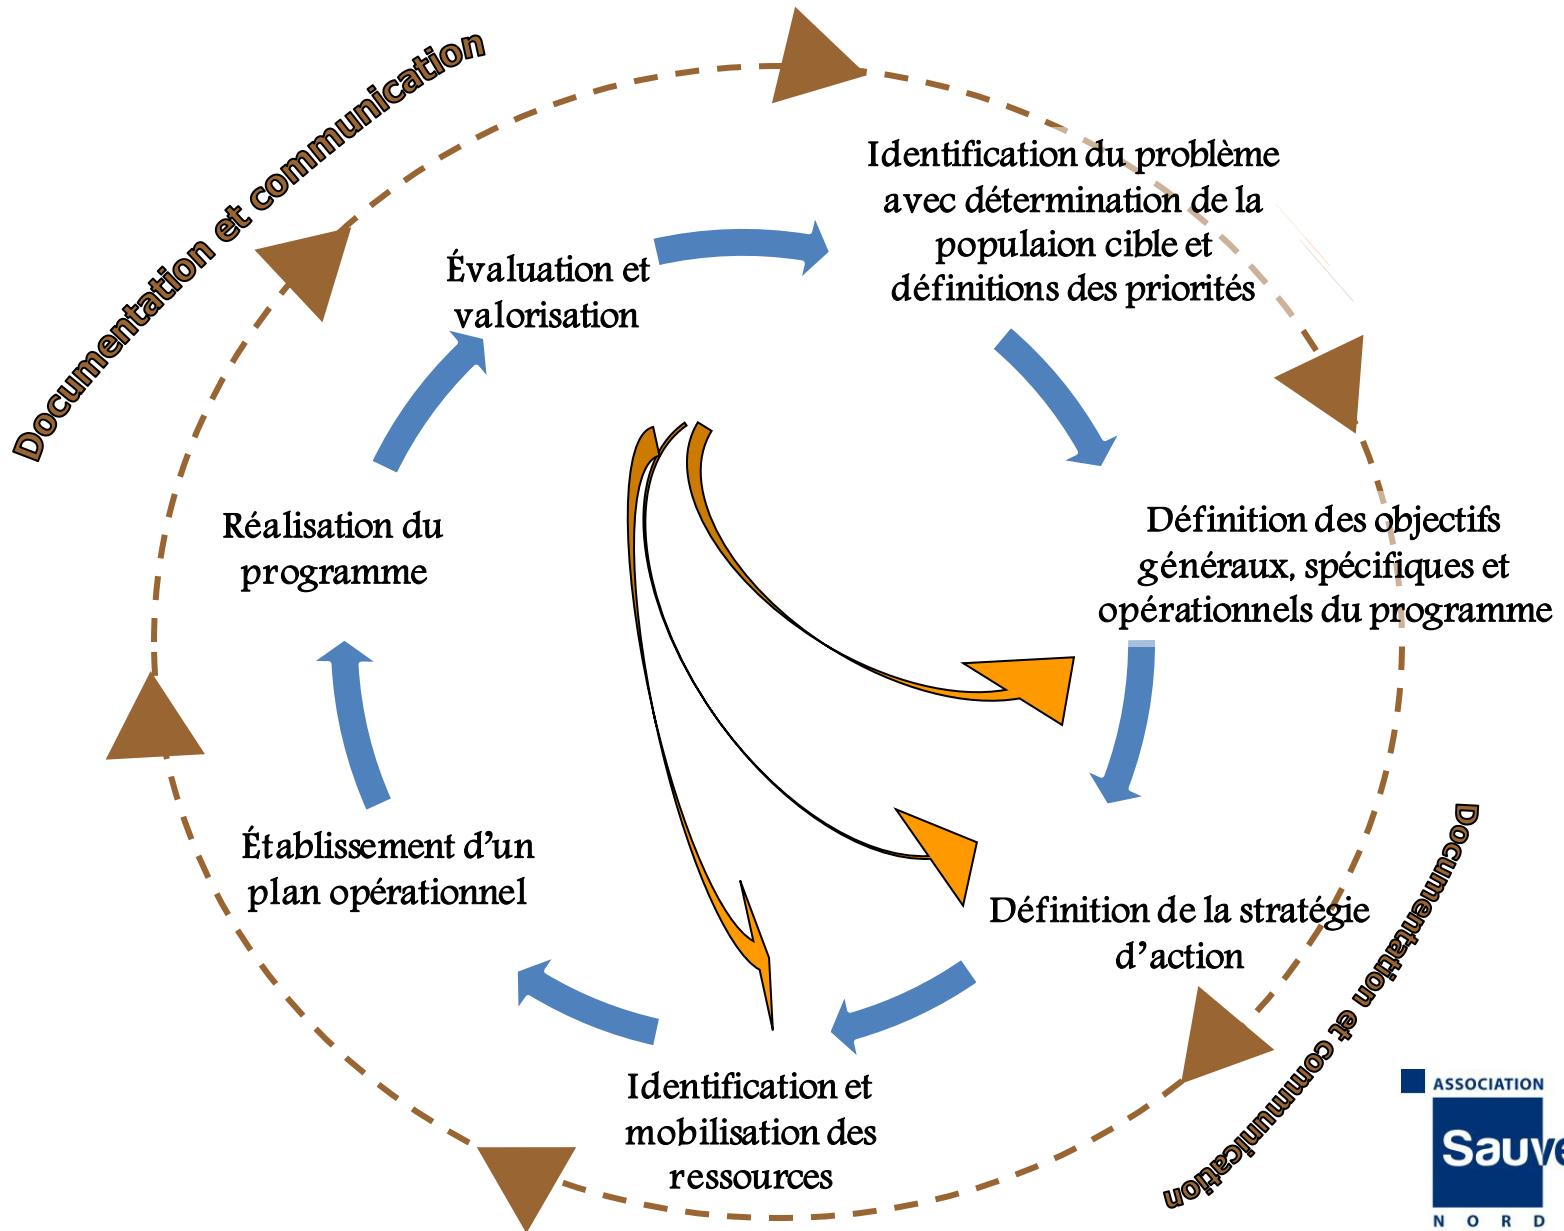 Documentation et communication
Identification du problème
avec détermination de la
populaion cible et
définitions des priorités
Évaluation et
valorisation
Réalisation du
programme
Définition des objectifs
généraux, spécifiques et
opérationnels du programme
Établissement d’un
plan opérationnel
Définition de la stratégie
d’action
Identification et
mobilisation des
ressources
Documentation et communication
ASSOCIATION
NORD